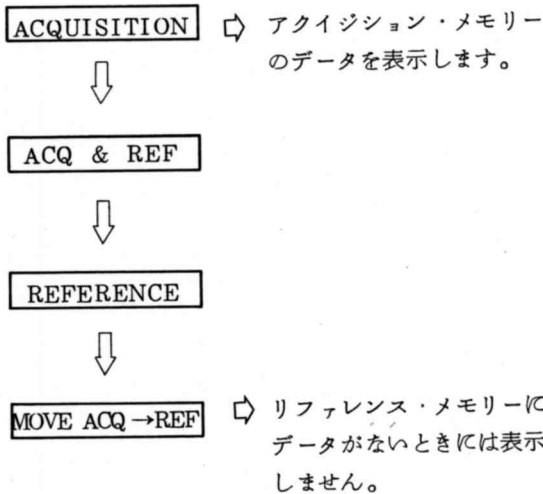 ACQUISITION
アクイジション・メモリー
のデータを表示します。
ACQ & REF
REFERENCE
MOVE ACQ→REF
リファレンス・メモリーに
データがないときには表示
しません。